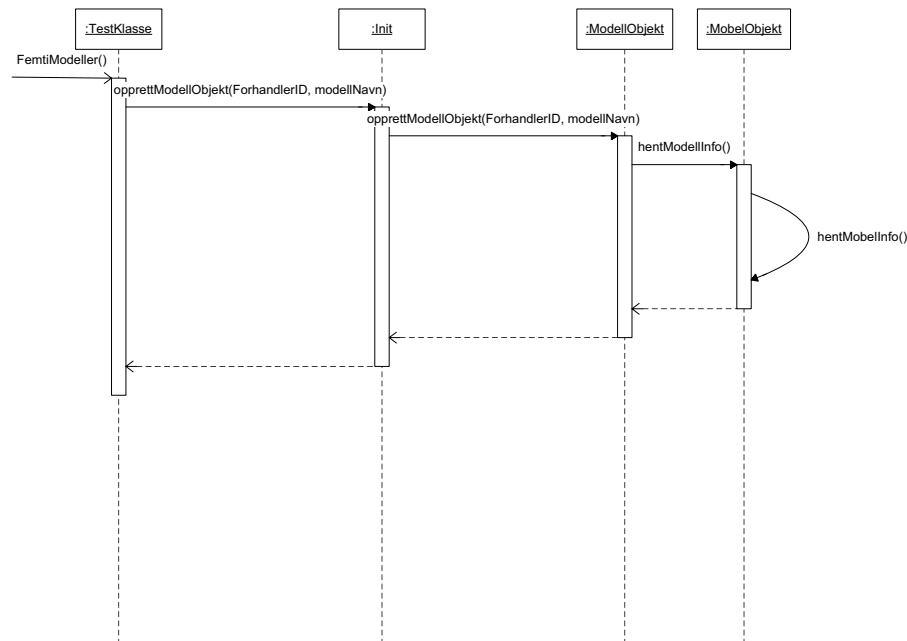 :TestKlasse
:Init
:ModellObjekt
:MobelObjekt
FemtiModeller()
opprettModellObjekt(ForhandlerID, modellNavn)
opprettModellObjekt(ForhandlerID, modellNavn)
hentModellInfo()
hentMobelInfo()